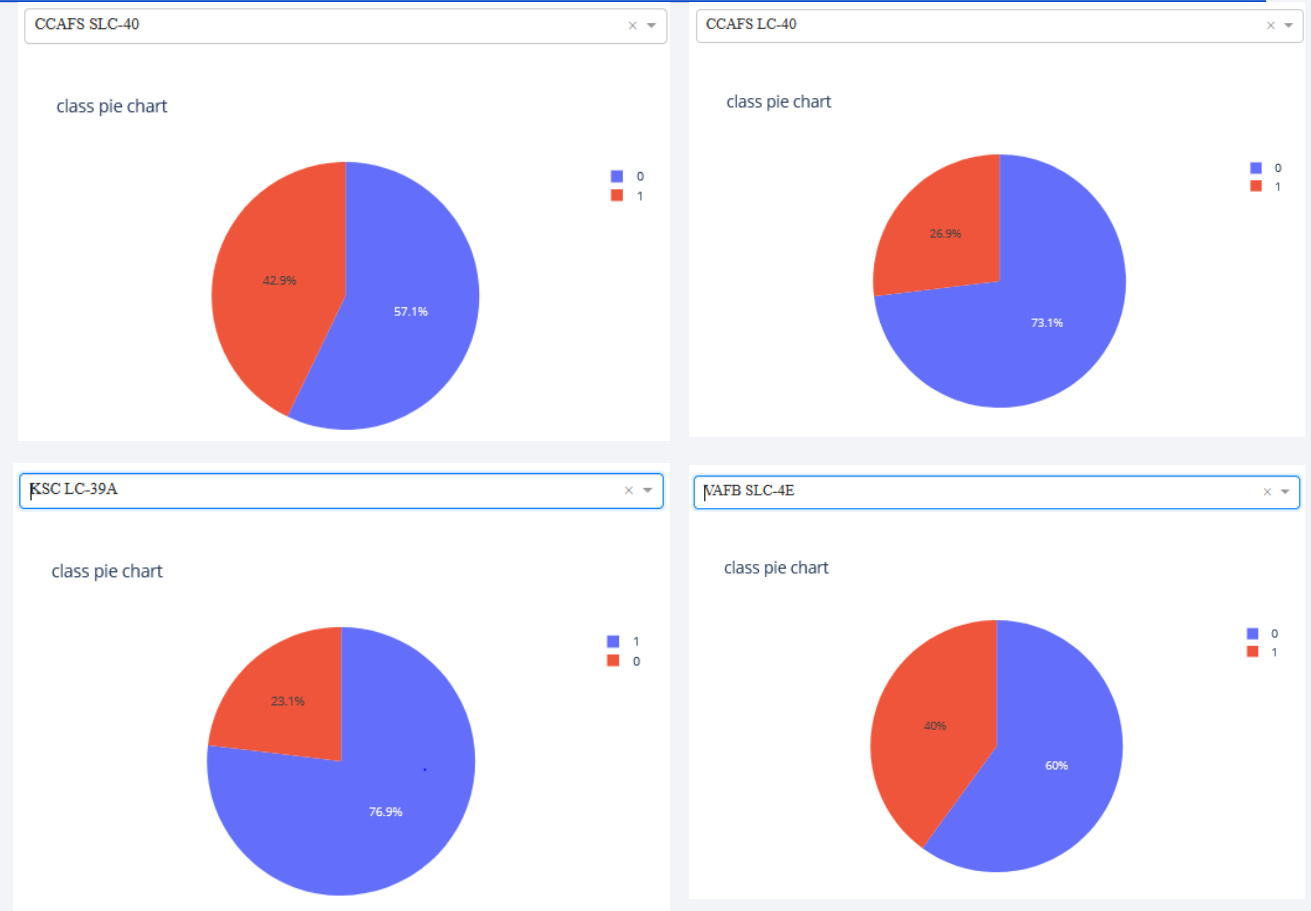 CCAFS SLC-40 × 
class pie chart
0
1
42.9%
57.1%
CCAFS LC-40 ×
class pie chart
0
1
26.9%
73.1%
KSC LC-39A ×
class pie chart
1
0
23.1%
76.9%
VAFB SLC-4E ×
class pie chart
0
1
40%
60%